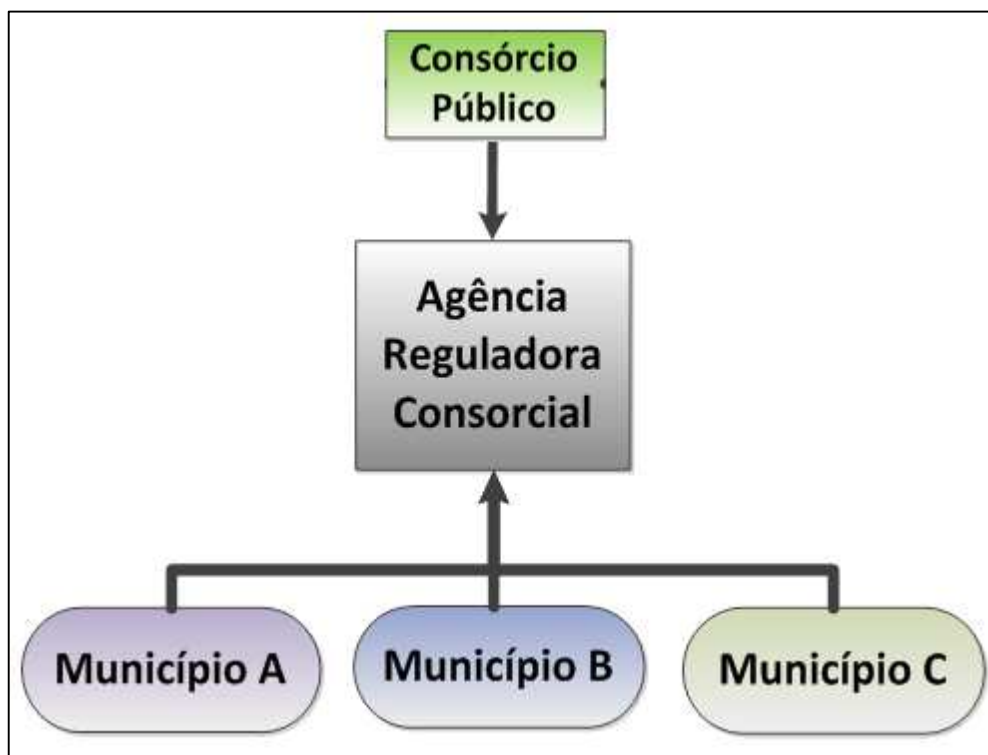 Consórcio
Público
Agência
Reguladora
Consorcial
Município A
Município B
Município C